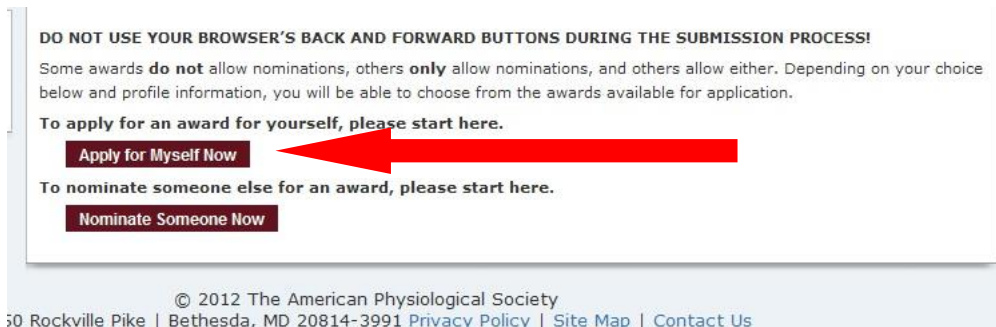 DO NOT USE YOUR BROWSER'S BACK AND FORWARD BUTTONS DURING THE SUBMISSION PROCESS!
Some awards do not allow nominations, others only allow nominations, and others allow either. Depending on your choice
below and profile information, you will be able to choose from the awards available for application.
To apply for an award for yourself, please start here.
Apply for Myself Now
To nominate someone else for an award, please start here.
Nominate Someone Now
© 2012 The American Physiological Society
50 Rockville Pike | Bethesda, MD 20814-3991 Privacy Policy | Site Map | Contact Us